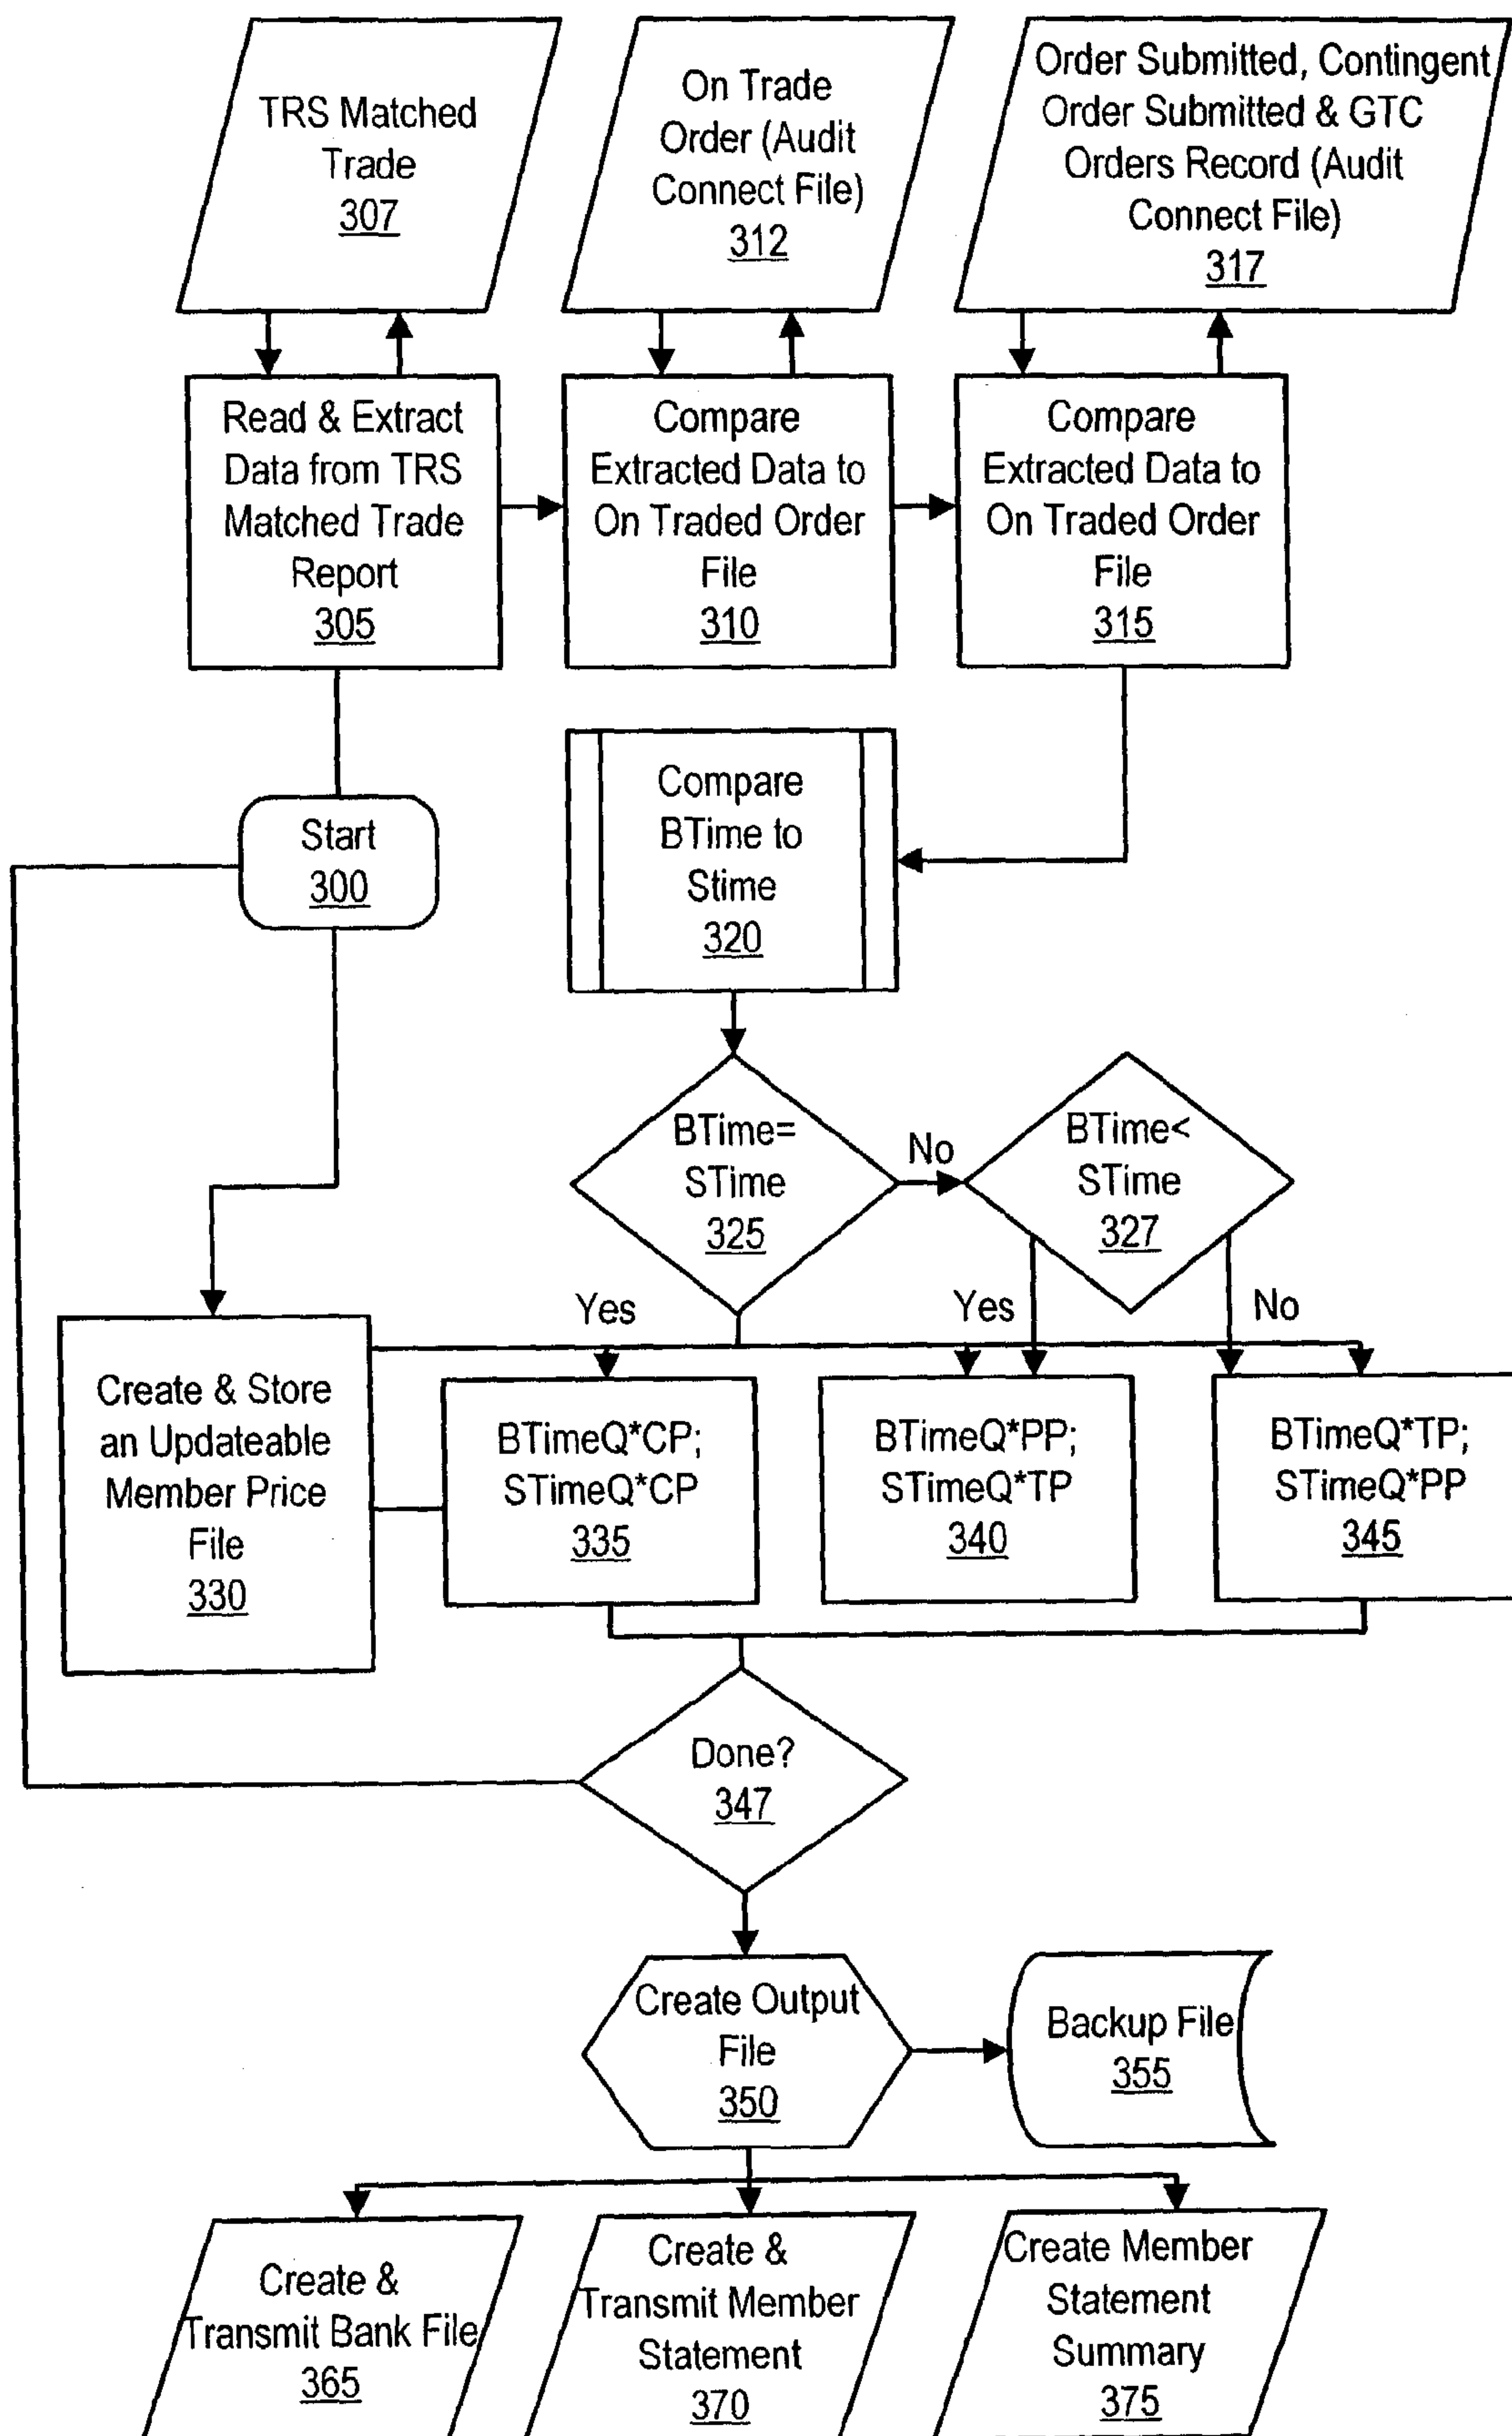 TRS Matched
Trade
307
On Trade
Order (Audit
Connect File)
312
Order Submitted, Contingent
Order Submitted & GTC
Orders Record (Audit
Connect File)
317
Read & Extract
Data from TRS
Matched Trade
Report
305
Compare
Extracted Data to
On Traded Order
File
310
Compare
Extracted Data to
On Traded Order
File
315
Start
300
Compare
BTime to
Stime
320
BTime=
STime
325
No
BTime<
STime
327
Yes
Yes
No
Create & Store
an Updateable
Member Price
File
330
BTimeQ*CP;
STimeQ*CP
335
BTimeQ*PP;
STimeQ*TP
340
BTimeQ*TP;
STimeQ*PP
345
Done?
347
Create Output
File
350
Backup File
355
Create &
Transmit Bank File
365
Create &
Transmit Member
Statement
370
Create Member
Statement
Summary
375